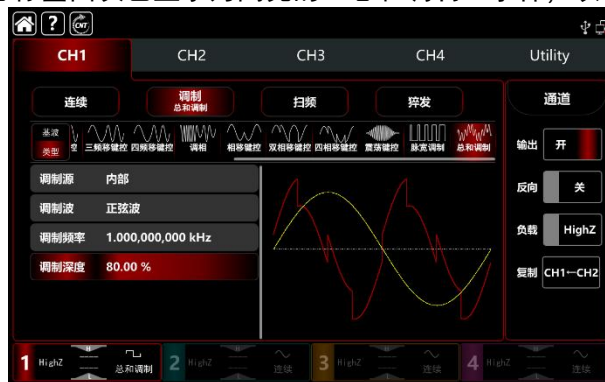 ? CNT
CH1 CH2 CH3 CH4 Utility
连续 调制 扫频 猝发 通道
总和调制
基波
类型 三频移键控 四频移键控 调相 相移键控 双相移键控 四相移键控 震荡键控 脉宽调制 总和调制
输出 开
调制源 内部
反向 关
调制波 正弦波
负载 HighZ
调制频率 1.000,000,000 kHz
调制深度 80.00 %
复制 CH1←CH2
1 HighZ 总和调制 2 HighZ 连续 3 HighZ 连续 4 HighZ 连续